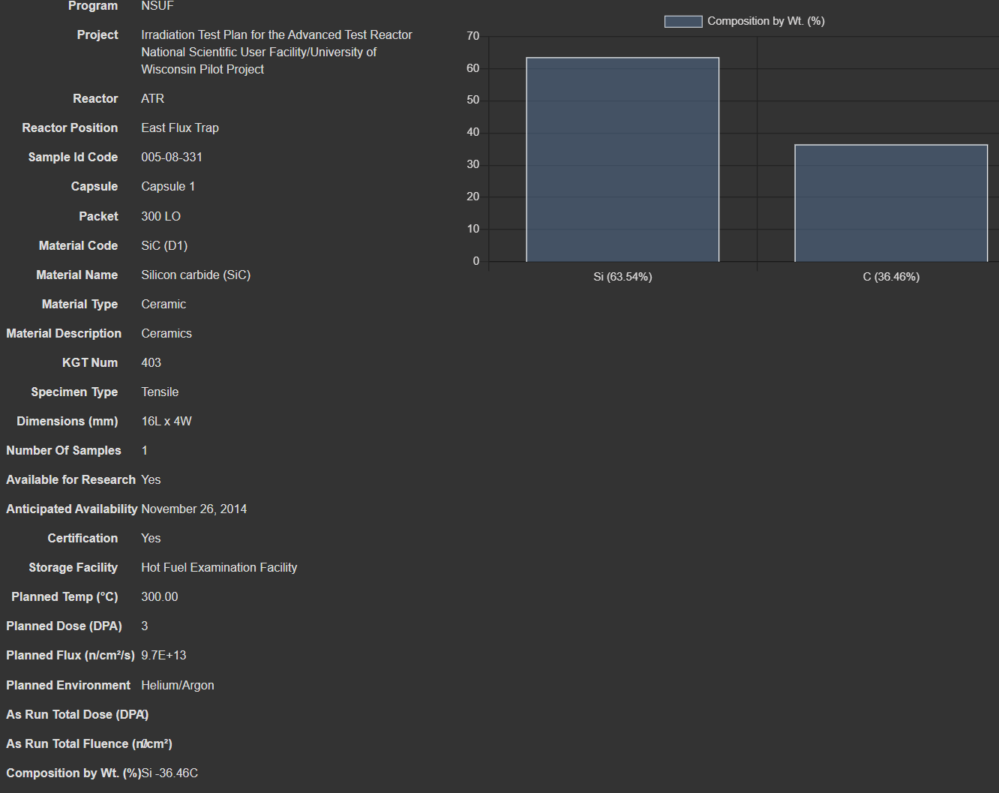 Program NSUF
Project Irradiation Test Plan for the Advanced Test Reactor
National Scientific User Facility/University of
Wisconsin Pilot Project
Reactor ATR
Reactor Position East Flux Trap
Sample Id Code 005-08-331
Capsule Capsule 1
Packet 300 LO
Material Code SiC (D1)
Material Name Silicon carbide (SiC)
Material Type Ceramic
Material Description Ceramics
KGT Num 403
Specimen Type Tensile
Dimensions (mm) 16L x 4W
Number Of Samples 1
Available for Research Yes
Anticipated Availability November 26, 2014
Certification Yes
Storage Facility Hot Fuel Examination Facility
Planned Temp (°C) 300.00
Planned Dose (DPA) 3
Planned Flux (n/cm²/s) 9.7E+13
Planned Environment Helium/Argon
As Run Total Dose (DPA) 0
As Run Total Fluence (n/cm²) 0
Composition by Wt. (%) Si -36.46C
Composition by Wt. (%)
70
60
50
40
30
20
10
0
Si (63.54%) C (36.46%)